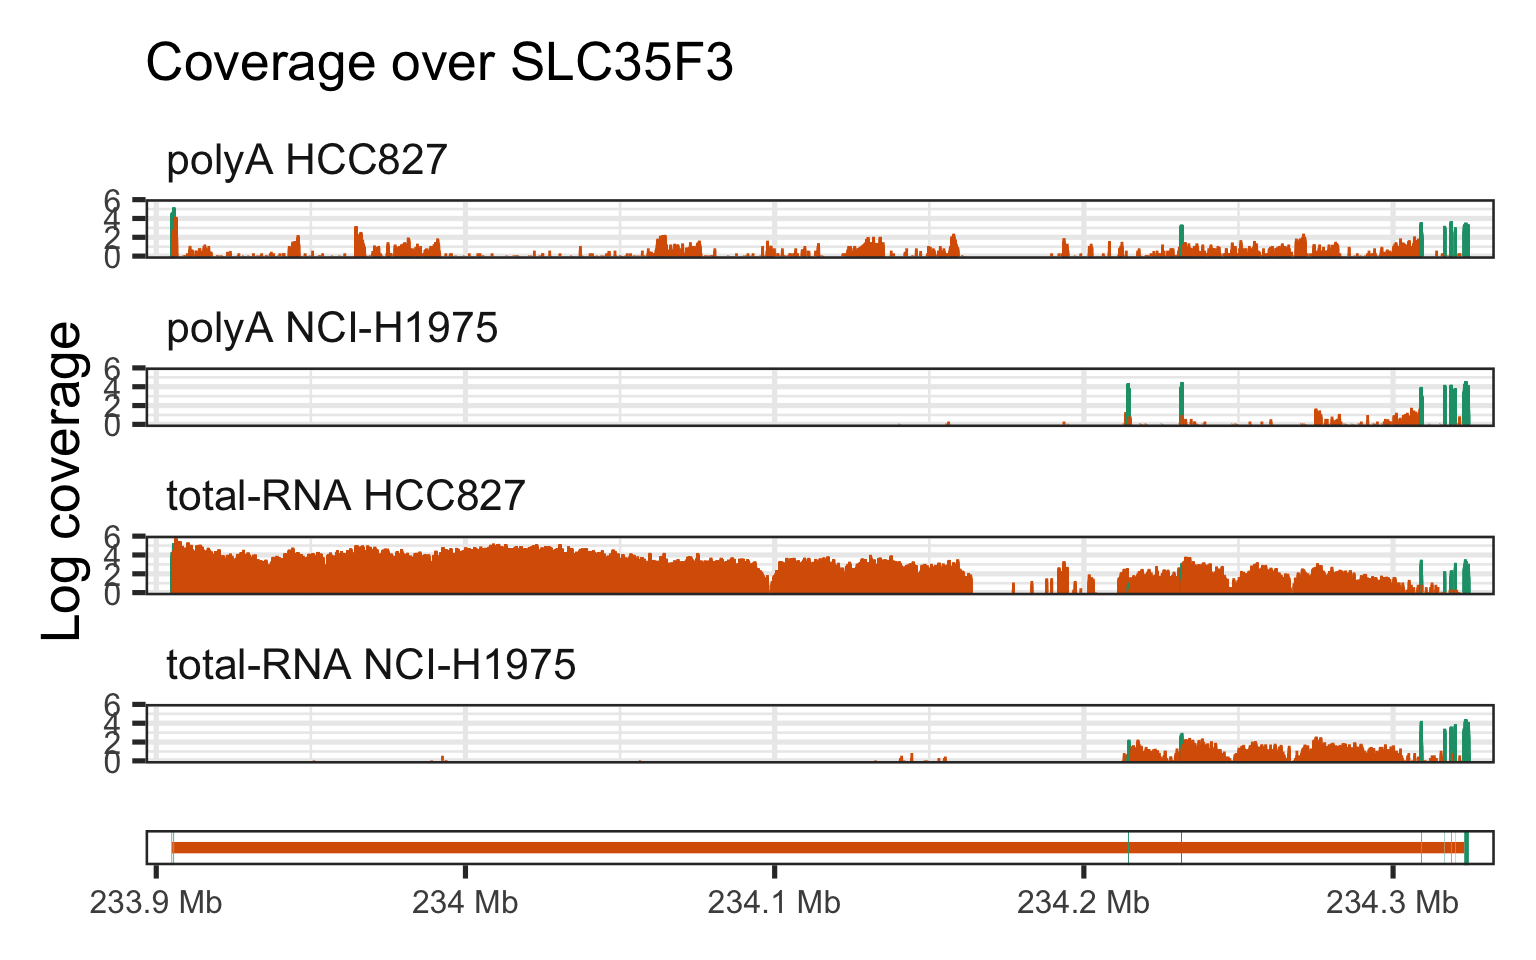 Coverage over SLC35F3
polyA HCC827
6
4
2
0
polyA NCI-H1975
6
4
2
0
Log coverage
total-RNA HCC827
6
4
2
0
total-RNA NCI-H1975
6
4
2
0
233.9 Mb 234 Mb 234.1 Mb 234.2 Mb 234.3 Mb